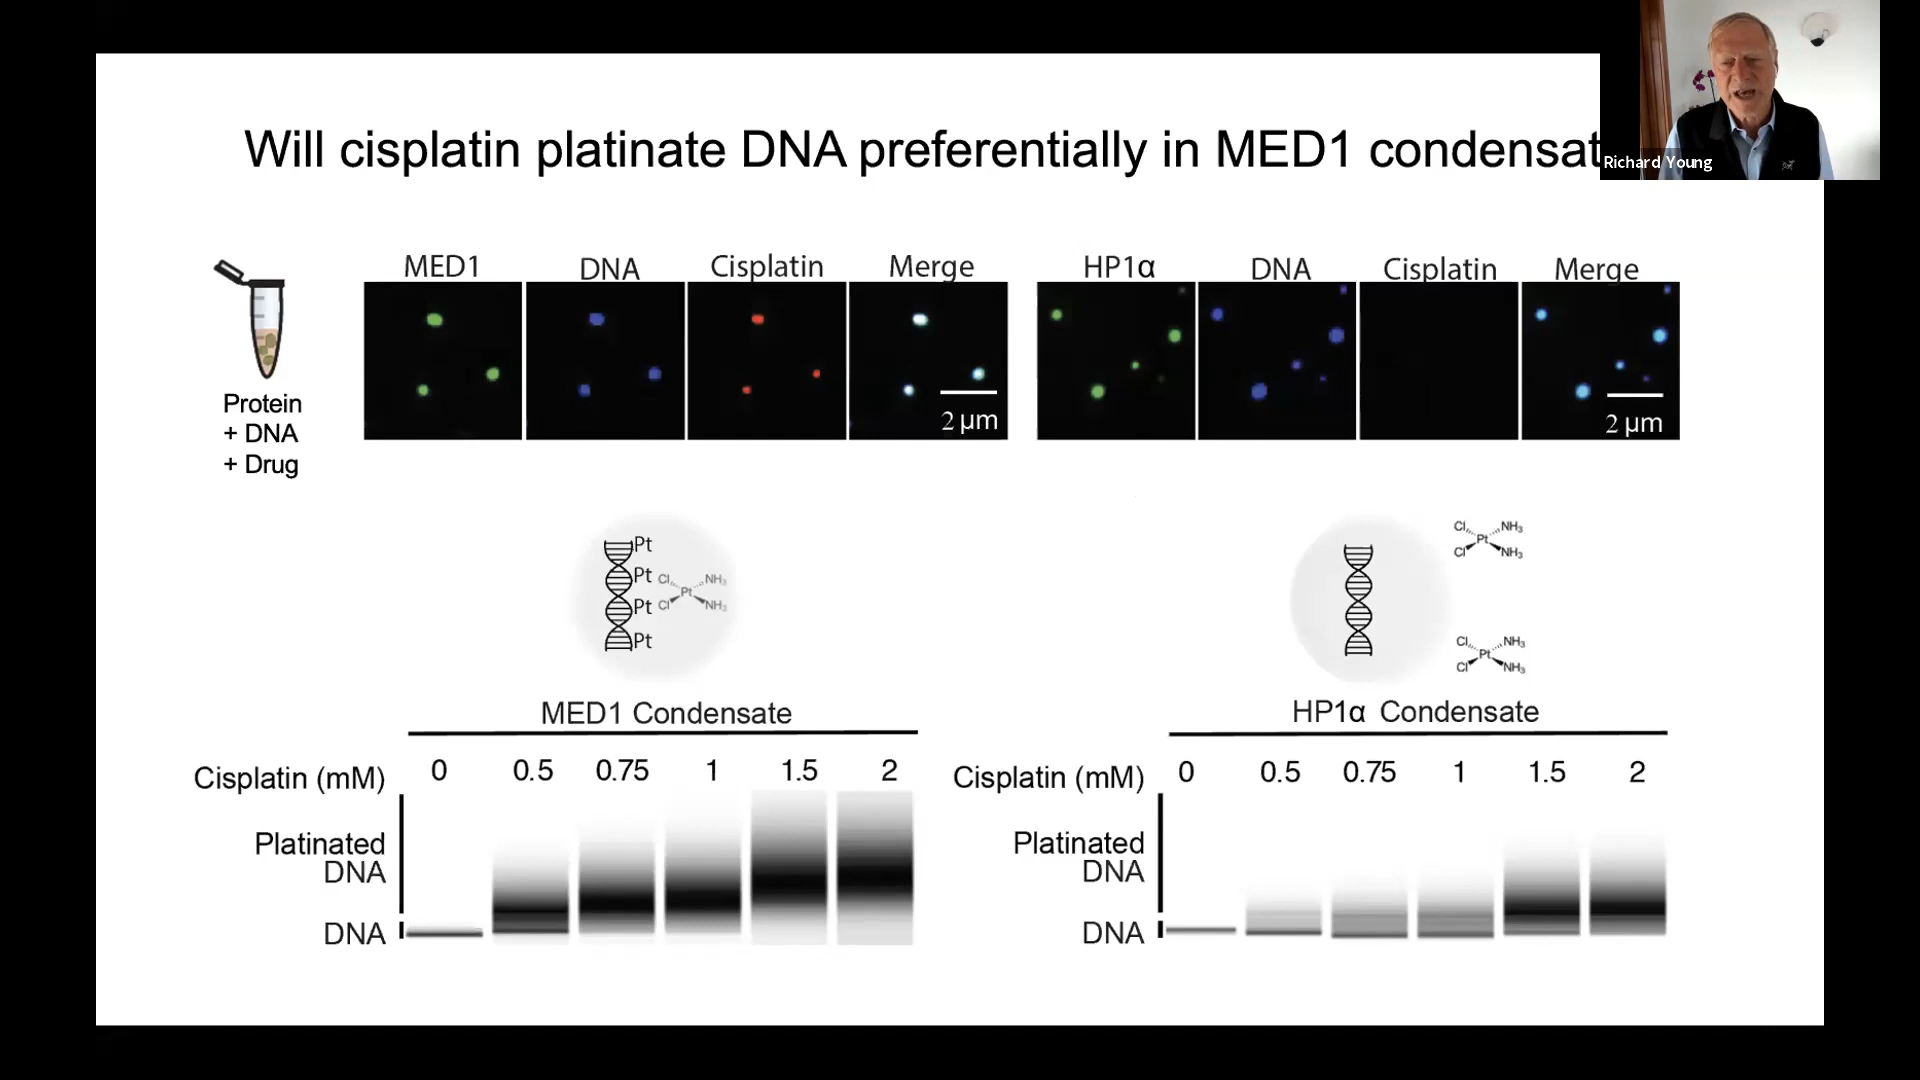 Will cisplatin platinate DNA preferentially in MED1 condensat
Richard Young
MED1 DNA Cisplatin Merge
HP1α DNA Cisplatin Merge
2 μm
2 μm
Protein
+ DNA
+ Drug
Pt
Pt
Pt
Pt
Cl NH3
Pt
Cl NH3
Cl NH3
Pt
Cl NH3
Cl NH3
Pt
Cl NH3
MED1 Condensate
Cisplatin (mM) 0 0.5 0.75 1 1.5 2
Platinated
DNA
DNA
HP1α Condensate
Cisplatin (mM) 0 0.5 0.75 1 1.5 2
Platinated
DNA
DNA